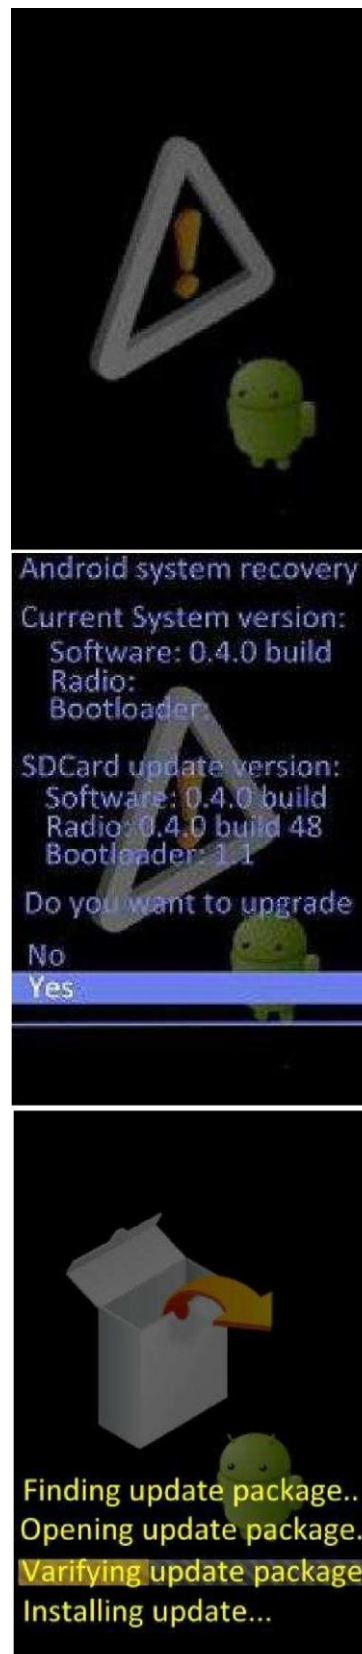 Android system recovery
Current System version:
Software: 0.4.0 build
Radio:
Bootloader:
SDCard update version:
Software: 0.4.0 build
Radio: 0.4.0 build 48
Bootloader: 1.1
Do you want to upgrade
No
Yes
Finding update package..
Opening update package.
Varifying update package
Installing update...